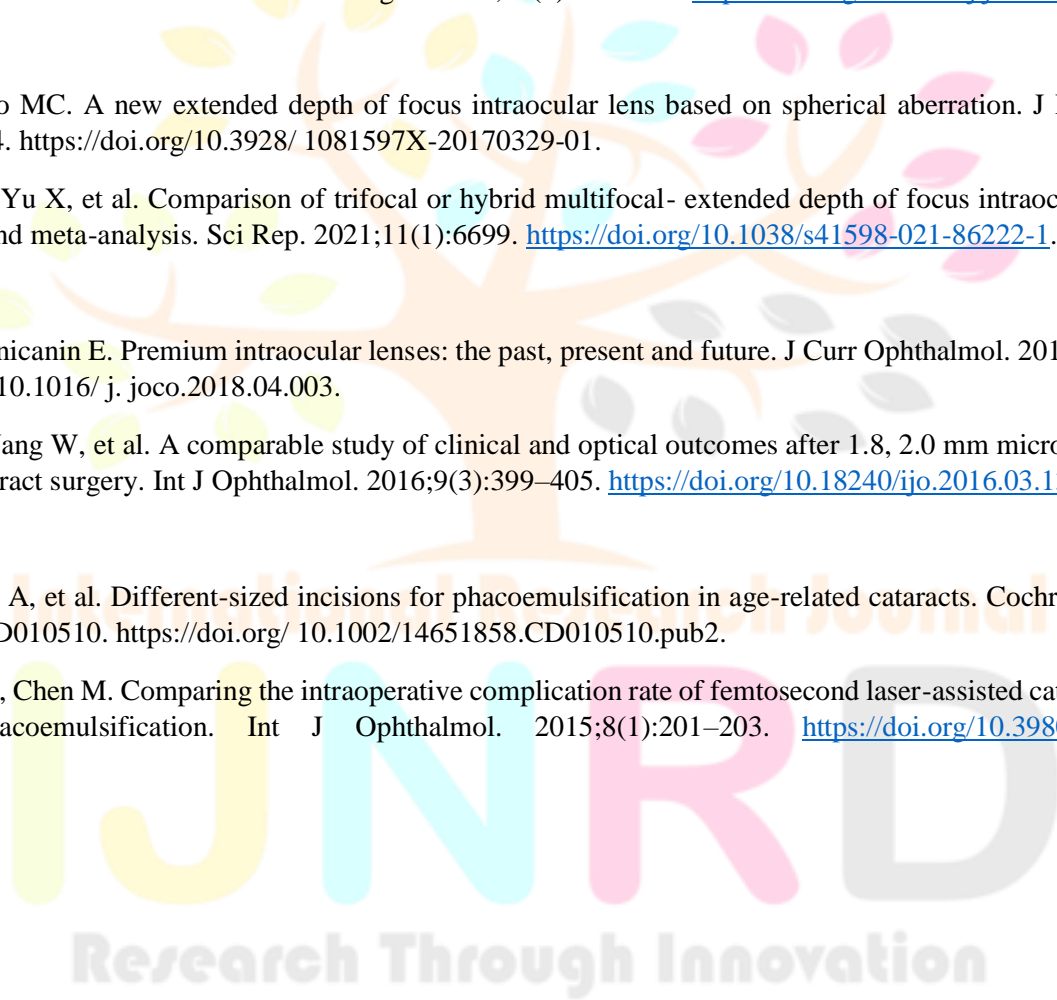 o MC. A new extended depth of focus intraocular lens based on spherical aberration. J
4. https://doi.org/10.3928/ 1081597X-20170329-01.
Yu X, et al. Comparison of trifocal or hybrid multifocal- extended depth of focus intraoc
nd meta-analysis. Sci Rep. 2021;11(1):6699. https://doi.org/10.1038/s41598-021-86222-1.
nicanin E. Premium intraocular lenses: the past, present and future. J Curr Ophthalmol. 201
10.1016/ j. joco.2018.04.003.
ang W, et al. A comparable study of clinical and optical outcomes after 1.8, 2.0 mm micro
ract surgery. Int J Ophthalmol. 2016;9(3):399–405. https://doi.org/10.18240/ijo.2016.03.1
A, et al. Different-sized incisions for phacoemulsification in age-related cataracts. Cochr
D010510. https://doi.org/ 10.1002/14651858.CD010510.pub2.
International Research Journal
, Chen M. Comparing the intraoperative complication rate of femtosecond laser-assisted cat
acoemulsification. Int J Ophthalmol. 2015;8(1):201–203. https://doi.org/10.398
IJNRD
Research Through Innovation